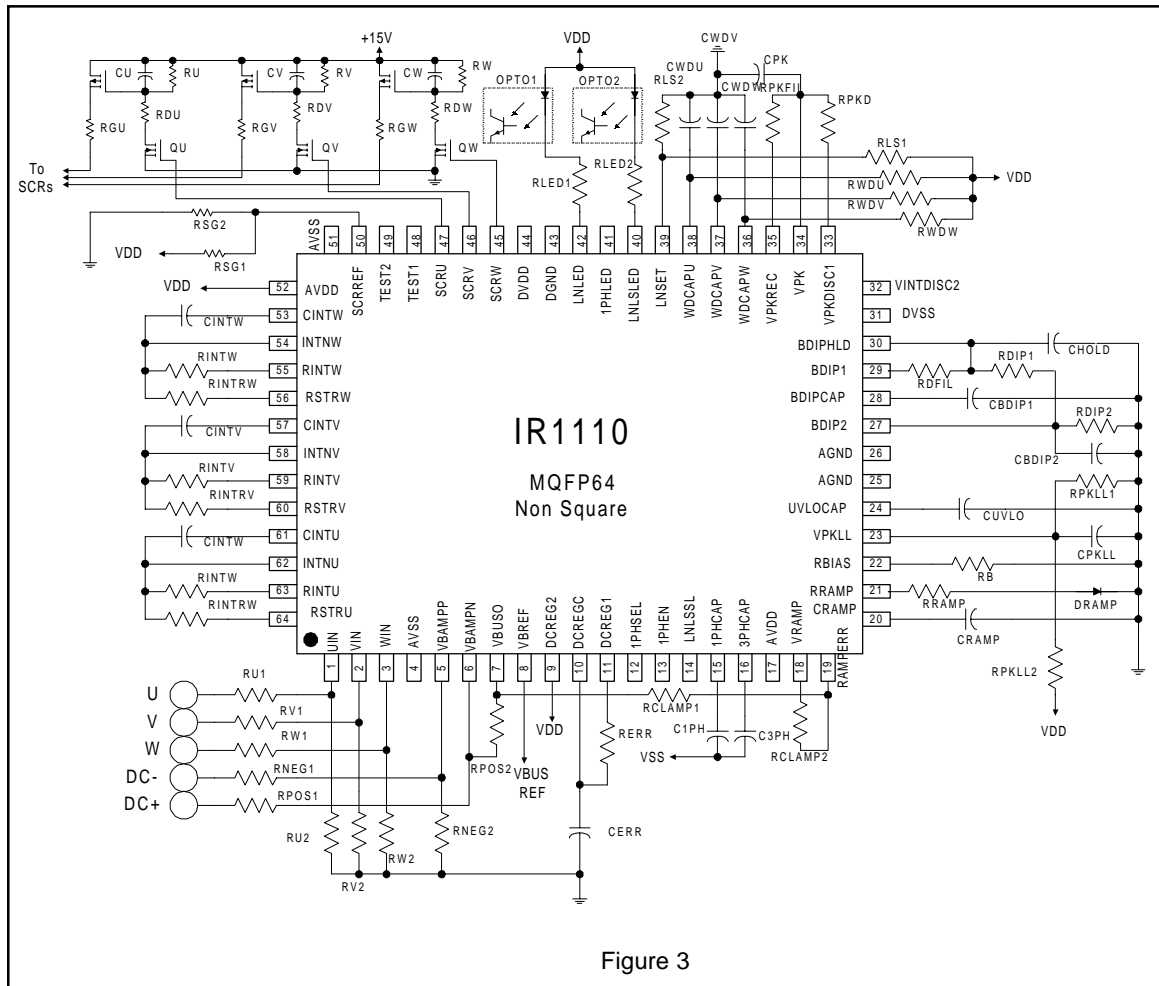 +15V
VDD
CWDV
CPK
CU
RU
CV
RV
CW
RW
CWDU
RLS2
CWDW
RPKFIL
RPKD
OPTO1
OPTO2
RDU
RDV
RDW
RGU
RGV
RGW
QU
QV
QW
RLS1
RWDU
VDD
RWDV
RWDW
To
SCRs
RLED1
RLED2
RSG2
RSG1
VDD
AVSS
51 50 49 48 47 46 45 44 43 42 41 40 39 38 37 36 35 34 33
SCRREF
TEST2
TEST1
SCRU
SCRV
SCRW
DVDD
DGND
LNLED
1PHLED
LNLSLED
LNSET
WDCAPU
WDCAPV
WDCAPW
VPKREC
VPK
VPKDISC1
VDD
52 AVDD
CINTW
53 CINTW
54 INTNW
RINTW
55 RINTW
RINTRW
56 RSTRW
CINTV
57 CINTV
58 INTNV
RINTV
59 RINTV
RINTRV
60 RSTRV
CINTW
61 CINTU
62 INTNU
RINTW
63 RINTU
RINTRW
64 RSTRU
IR1110
MQFP64
Non Square
32 VINTDISC2
31 DVSS
BDIPHLD 30
CHOLD
BDIP1 29
RDFIL
RDIP1
BDIPCAP 28
CBDIP1
BDIP2 27
RDIP2
AGND 26
CBDIP2
AGND 25
RPKLL1
UVLOCAP 24
CUVLO
VPKLL 23
CPKLL
RBIAS 22
RB
RRAMP 21
RRAMP
DRAMP
CRAMP 20
CRAMP
RPKLL2
VDD
UIN
VIN
WIN
AVSS
VBAMPP
VBAMPN
VBUSO
VBREF
DCREG2
DCREGC
DCREG1
1PHSEL
1PHEN
LNLSSL
1PHCAP
3PHCAP
AVDD
VRAMP
RAMPERR
1 2 3 4 5 6 7 8 9 10 11 12 13 14 15 16 17 18 19
U
RU1
V
RV1
W
RW1
DC-
RNEG1
DC+
RPOS1
RPOS2
VBUS
REF
VDD
RERR
RCLAMP1
C1PH
C3PH
VSS
RCLAMP2
RU2
RV2
RW2
RNEG2
CERR
Figure 3